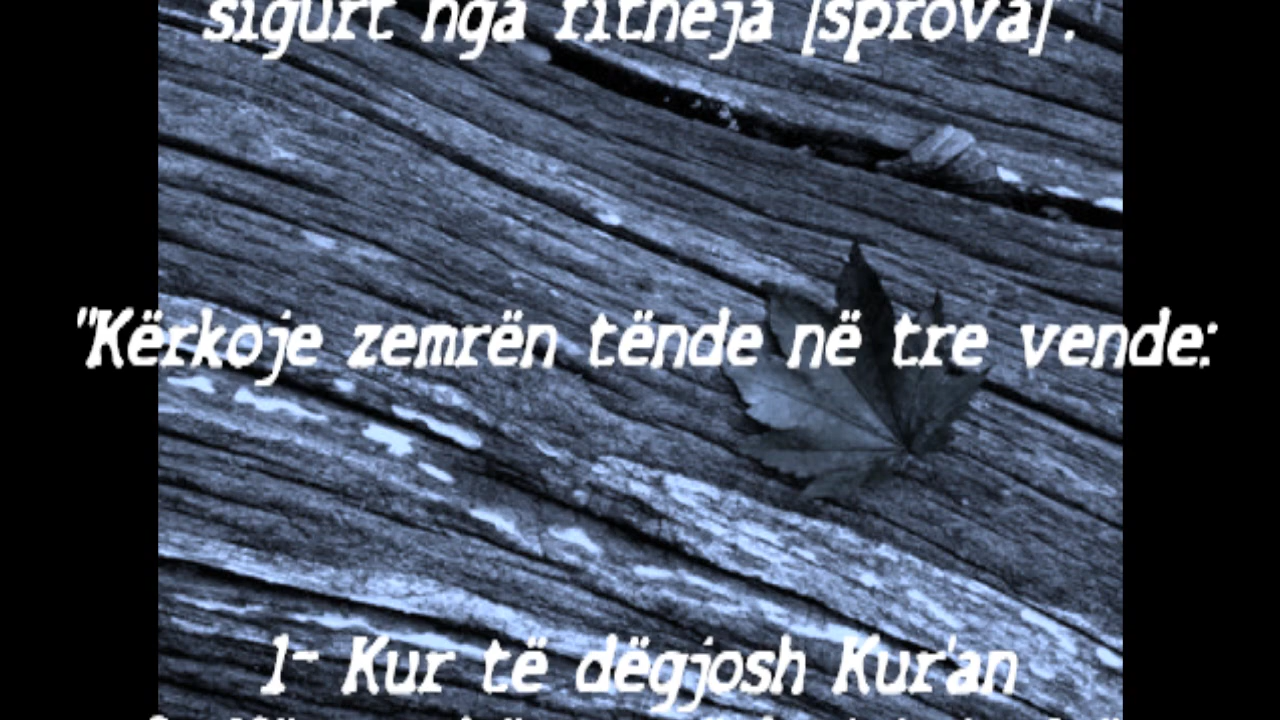 sigurt nga fitneja [sprova]".
"Kërkoje zemrën tënde në tre vende:
1- Kur të dëgjosh Kur'an